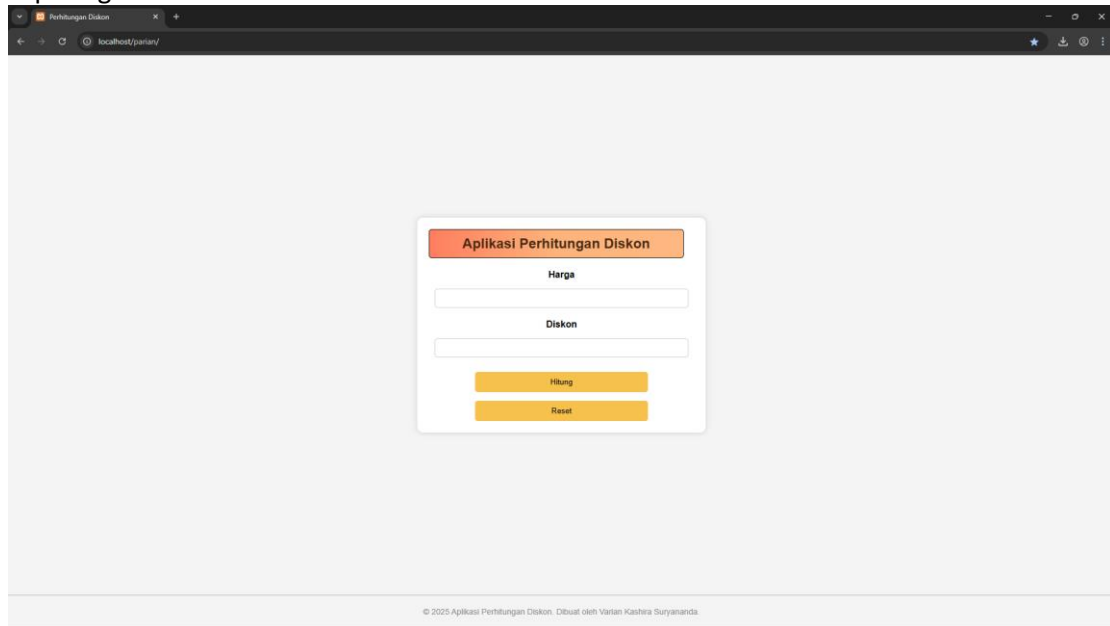 Perhitungan Diskon
localhost/parian/
Aplikasi Perhitungan Diskon
Harga
Diskon
Hitung
Reset
© 2025 Aplikasi Perhitungan Diskon. Dibuat oleh Varian Kashira Suryananda.